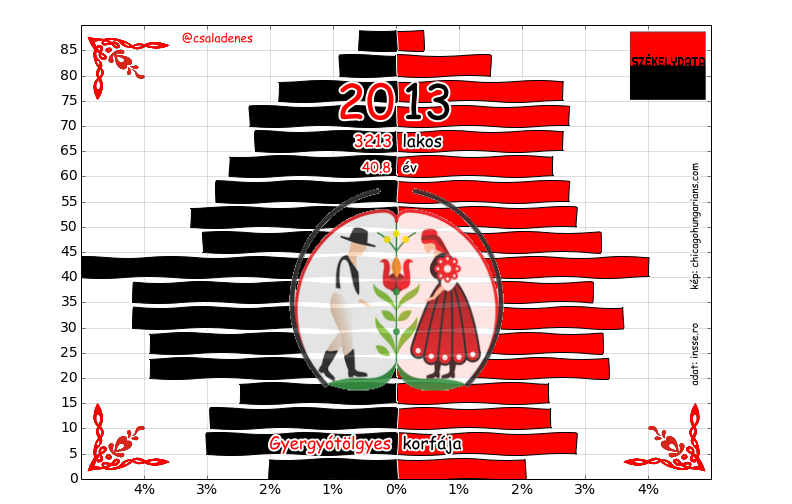 @csaladenes
SZÉKELYDATA
2013
3213 lakos
40.8 év
kép: chicagohungarians.com
adat: insse.ro
Gyergyótölgyes korfája
85
80
75
70
65
60
55
50
45
40
35
30
25
20
15
10
5
0
4% 3% 2% 1% 0% 1% 2% 3% 4%